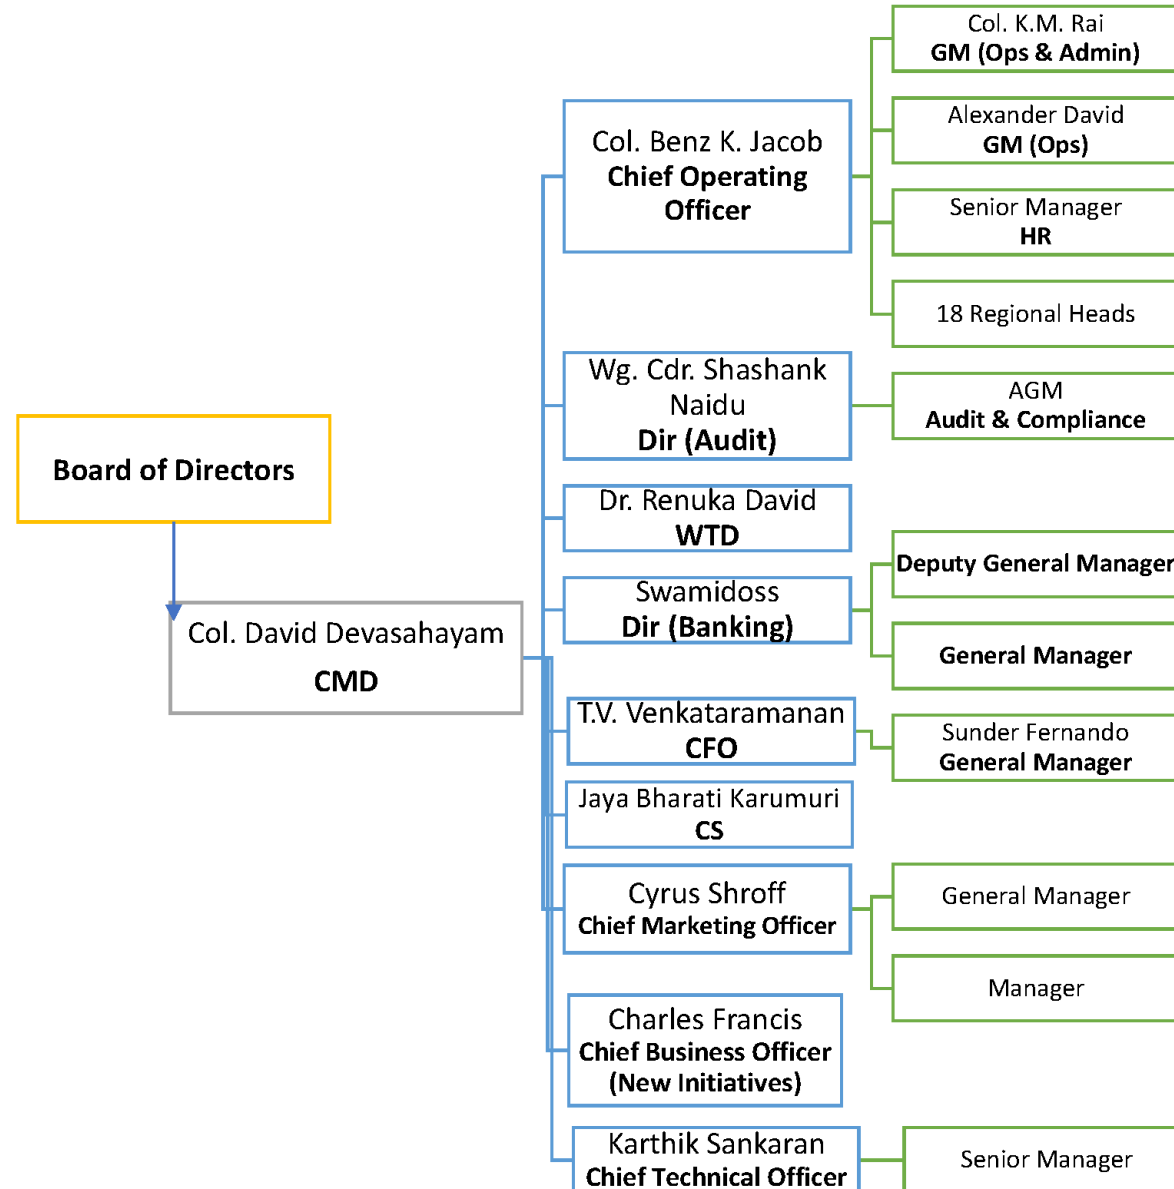 Board of Directors
Col. David Devasahayam
CMD
Col. Benz K. Jacob
Chief Operating
Officer
Col. K.M. Rai
GM (Ops & Admin)
Alexander David
GM (Ops)
Senior Manager
HR
18 Regional Heads
Wg. Cdr. Shashank
Naidu
Dir (Audit)
AGM
Audit & Compliance
Dr. Renuka David
WTD
Swamidoss
Dir (Banking)
Deputy General Manager
General Manager
T.V. Venkataramanan
CFO
Sunder Fernando
General Manager
Jaya Bharati Karumuri
CS
Cyrus Shroff
Chief Marketing Officer
General Manager
Manager
Charles Francis
Chief Business Officer
(New Initiatives)
Karthik Sankaran
Chief Technical Officer
Senior Manager